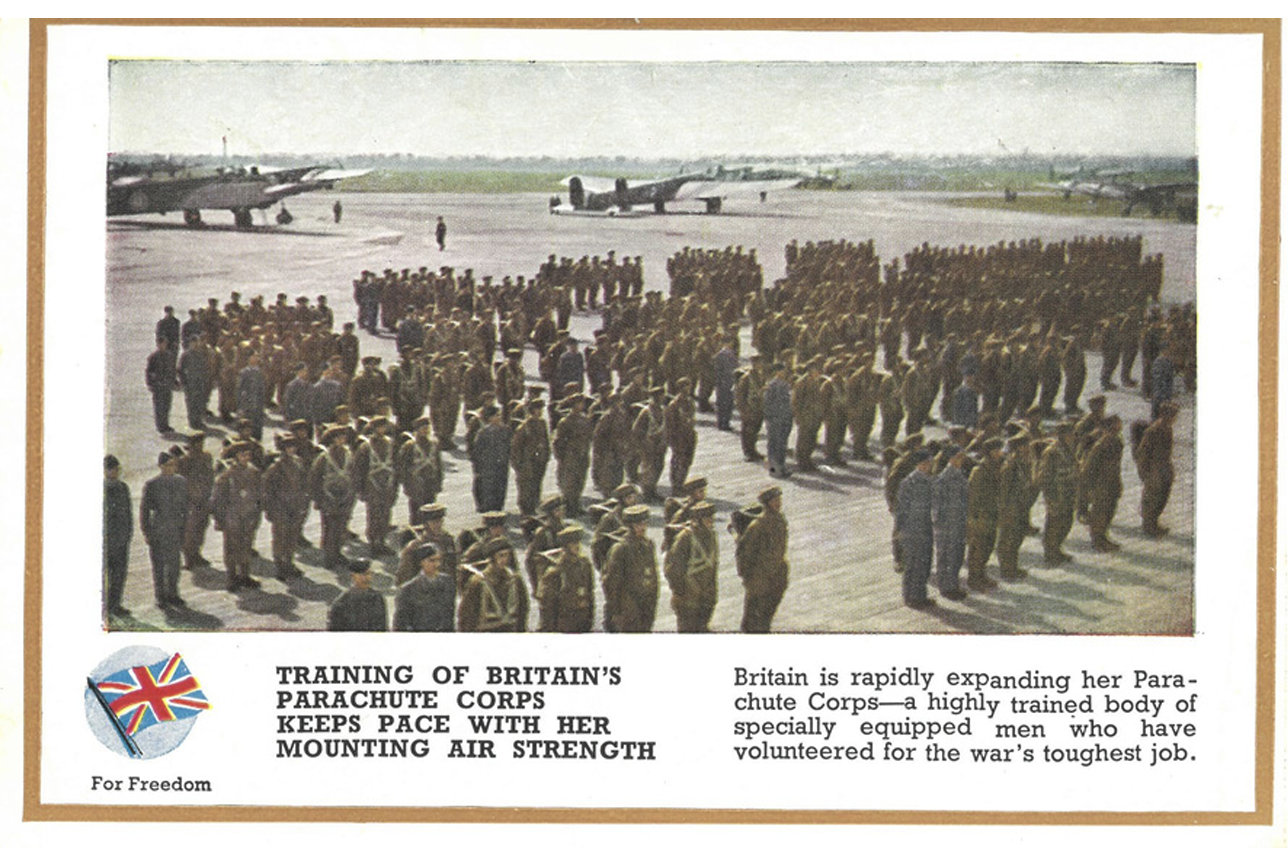 TRAINING OF BRITAIN'S
PARACHUTE CORPS
KEEPS PACE WITH HER
MOUNTING AIR STRENGTH
Britain is rapidly expanding her Para-
chute Corps—a highly trained body of
specially equipped men who have
volunteered for the war's toughest job.
For Freedom